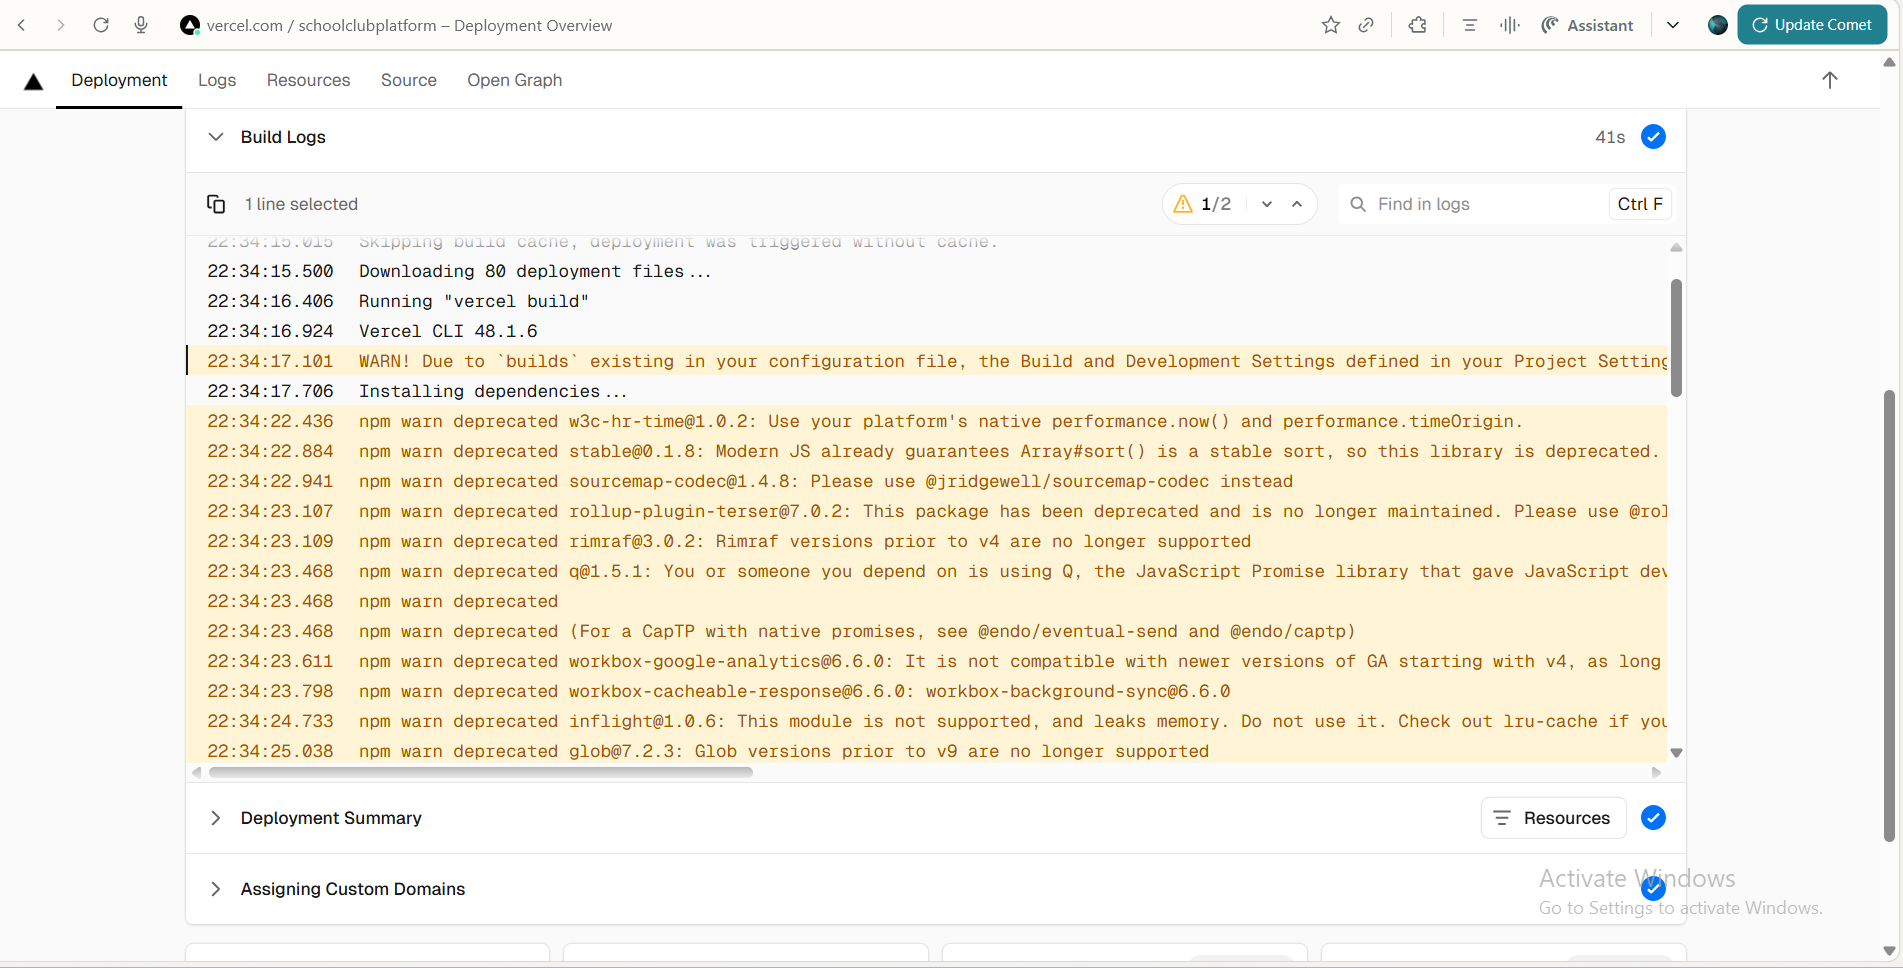 vercel.com / schoolclubplatform – Deployment Overview
Assistant
Update Comet
Deployment
Logs
Resources
Source
Open Graph
Build Logs
41s
1 line selected
1/2
Find in logs
Ctrl F
22:34:15.015 Skipping build cache, deployment was triggered without cache.
22:34:15.500 Downloading 80 deployment files...
22:34:16.406 Running "vercel build"
22:34:16.924 Vercel CLI 48.1.6
22:34:17.101 WARN! Due to `builds` existing in your configuration file, the Build and Development Settings defined in your Project Setting
22:34:17.706 Installing dependencies...
22:34:22.436 npm warn deprecated w3c-hr-time@1.0.2: Use your platform's native performance.now() and performance.timeOrigin.
22:34:22.884 npm warn deprecated stable@0.1.8: Modern JS already guarantees Array#sort() is a stable sort, so this library is deprecated.
22:34:22.941 npm warn deprecated sourcemap-codec@1.4.8: Please use @jridgewell/sourcemap-codec instead
22:34:23.107 npm warn deprecated rollup-plugin-terser@7.0.2: This package has been deprecated and is no longer maintained. Please use @rol
22:34:23.109 npm warn deprecated rimraf@3.0.2: Rimraf versions prior to v4 are no longer supported
22:34:23.468 npm warn deprecated q@1.5.1: You or someone you depend on is using Q, the JavaScript Promise library that gave JavaScript dev
22:34:23.468 npm warn deprecated
22:34:23.468 npm warn deprecated (For a CapTP with native promises, see @endo/eventual-send and @endo/captp)
22:34:23.611 npm warn deprecated workbox-google-analytics@6.6.0: It is not compatible with newer versions of GA starting with v4, as long
22:34:23.798 npm warn deprecated workbox-cacheable-response@6.6.0: workbox-background-sync@6.6.0
22:34:24.733 npm warn deprecated inflight@1.0.6: This module is not supported, and leaks memory. Do not use it. Check out lru-cache if you
22:34:25.038 npm warn deprecated glob@7.2.3: Glob versions prior to v9 are no longer supported
Deployment Summary
Resources
Assigning Custom Domains
Activate Windows
Go to Settings to activate Windows.